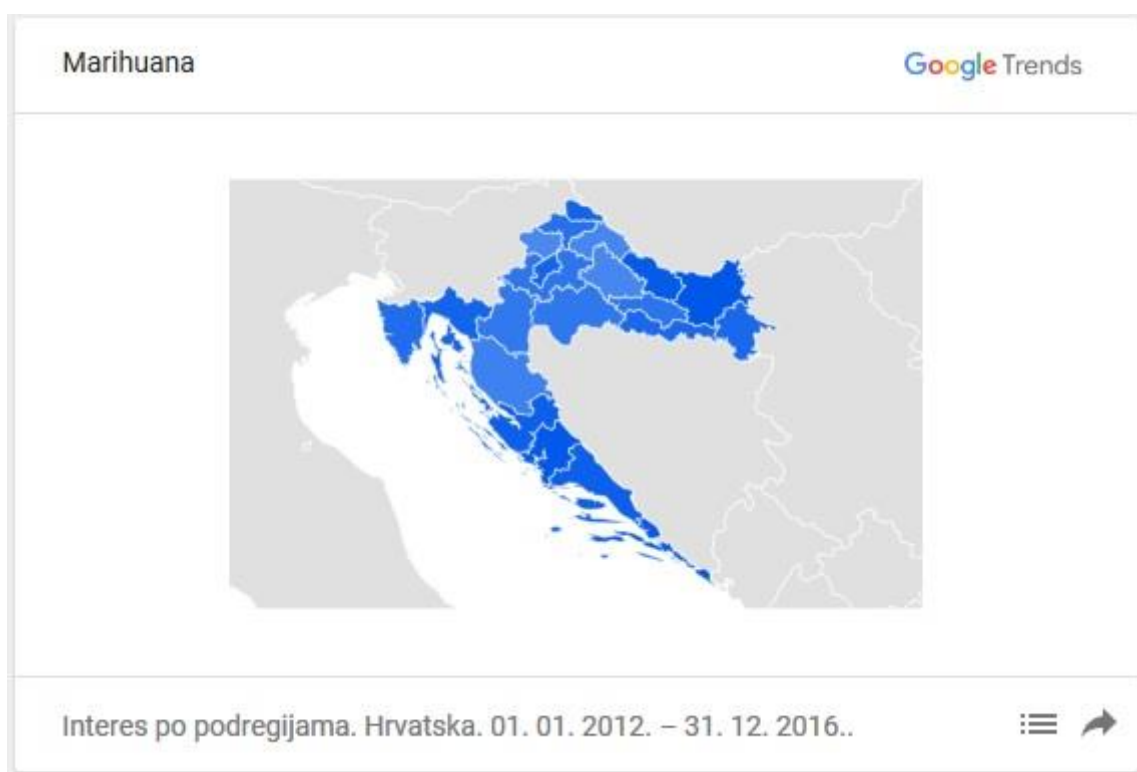 Marihuana
Google Trends
Interes po podregijama. Hrvatska. 01. 01. 2012. – 31. 12. 2016..